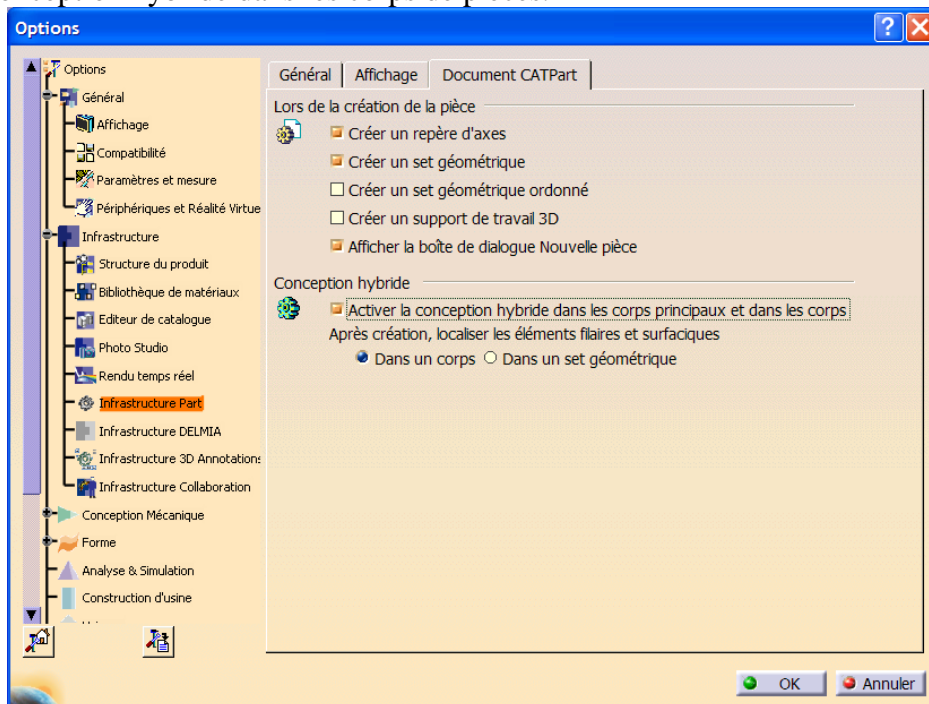 Options
Options
Général
Affichage
Compatibilité
Paramètres et mesure
Périphériques et Réalité Virtue
Infrastructure
Structure du produit
Bibliothèque de matériaux
Editeur de catalogue
Photo Studio
Rendu temps réel
Infrastructure Part
Infrastructure DELMIA
Infrastructure 3D Annotations
Infrastructure Collaboration
Conception Mécanique
Forme
Analyse & Simulation
Construction d'usine
Général Affichage Document CATPart
Lors de la création de la pièce
Créer un repère d'axes
Créer un set géométrique
Créer un set géométrique ordonné
Créer un support de travail 3D
Afficher la boîte de dialogue Nouvelle pièce
Conception hybride
Activer la conception hybride dans les corps principaux et dans les corps
Après création, localiser les éléments filaires et surfaciques
Dans un corps Dans un set géométrique
OK Annuler